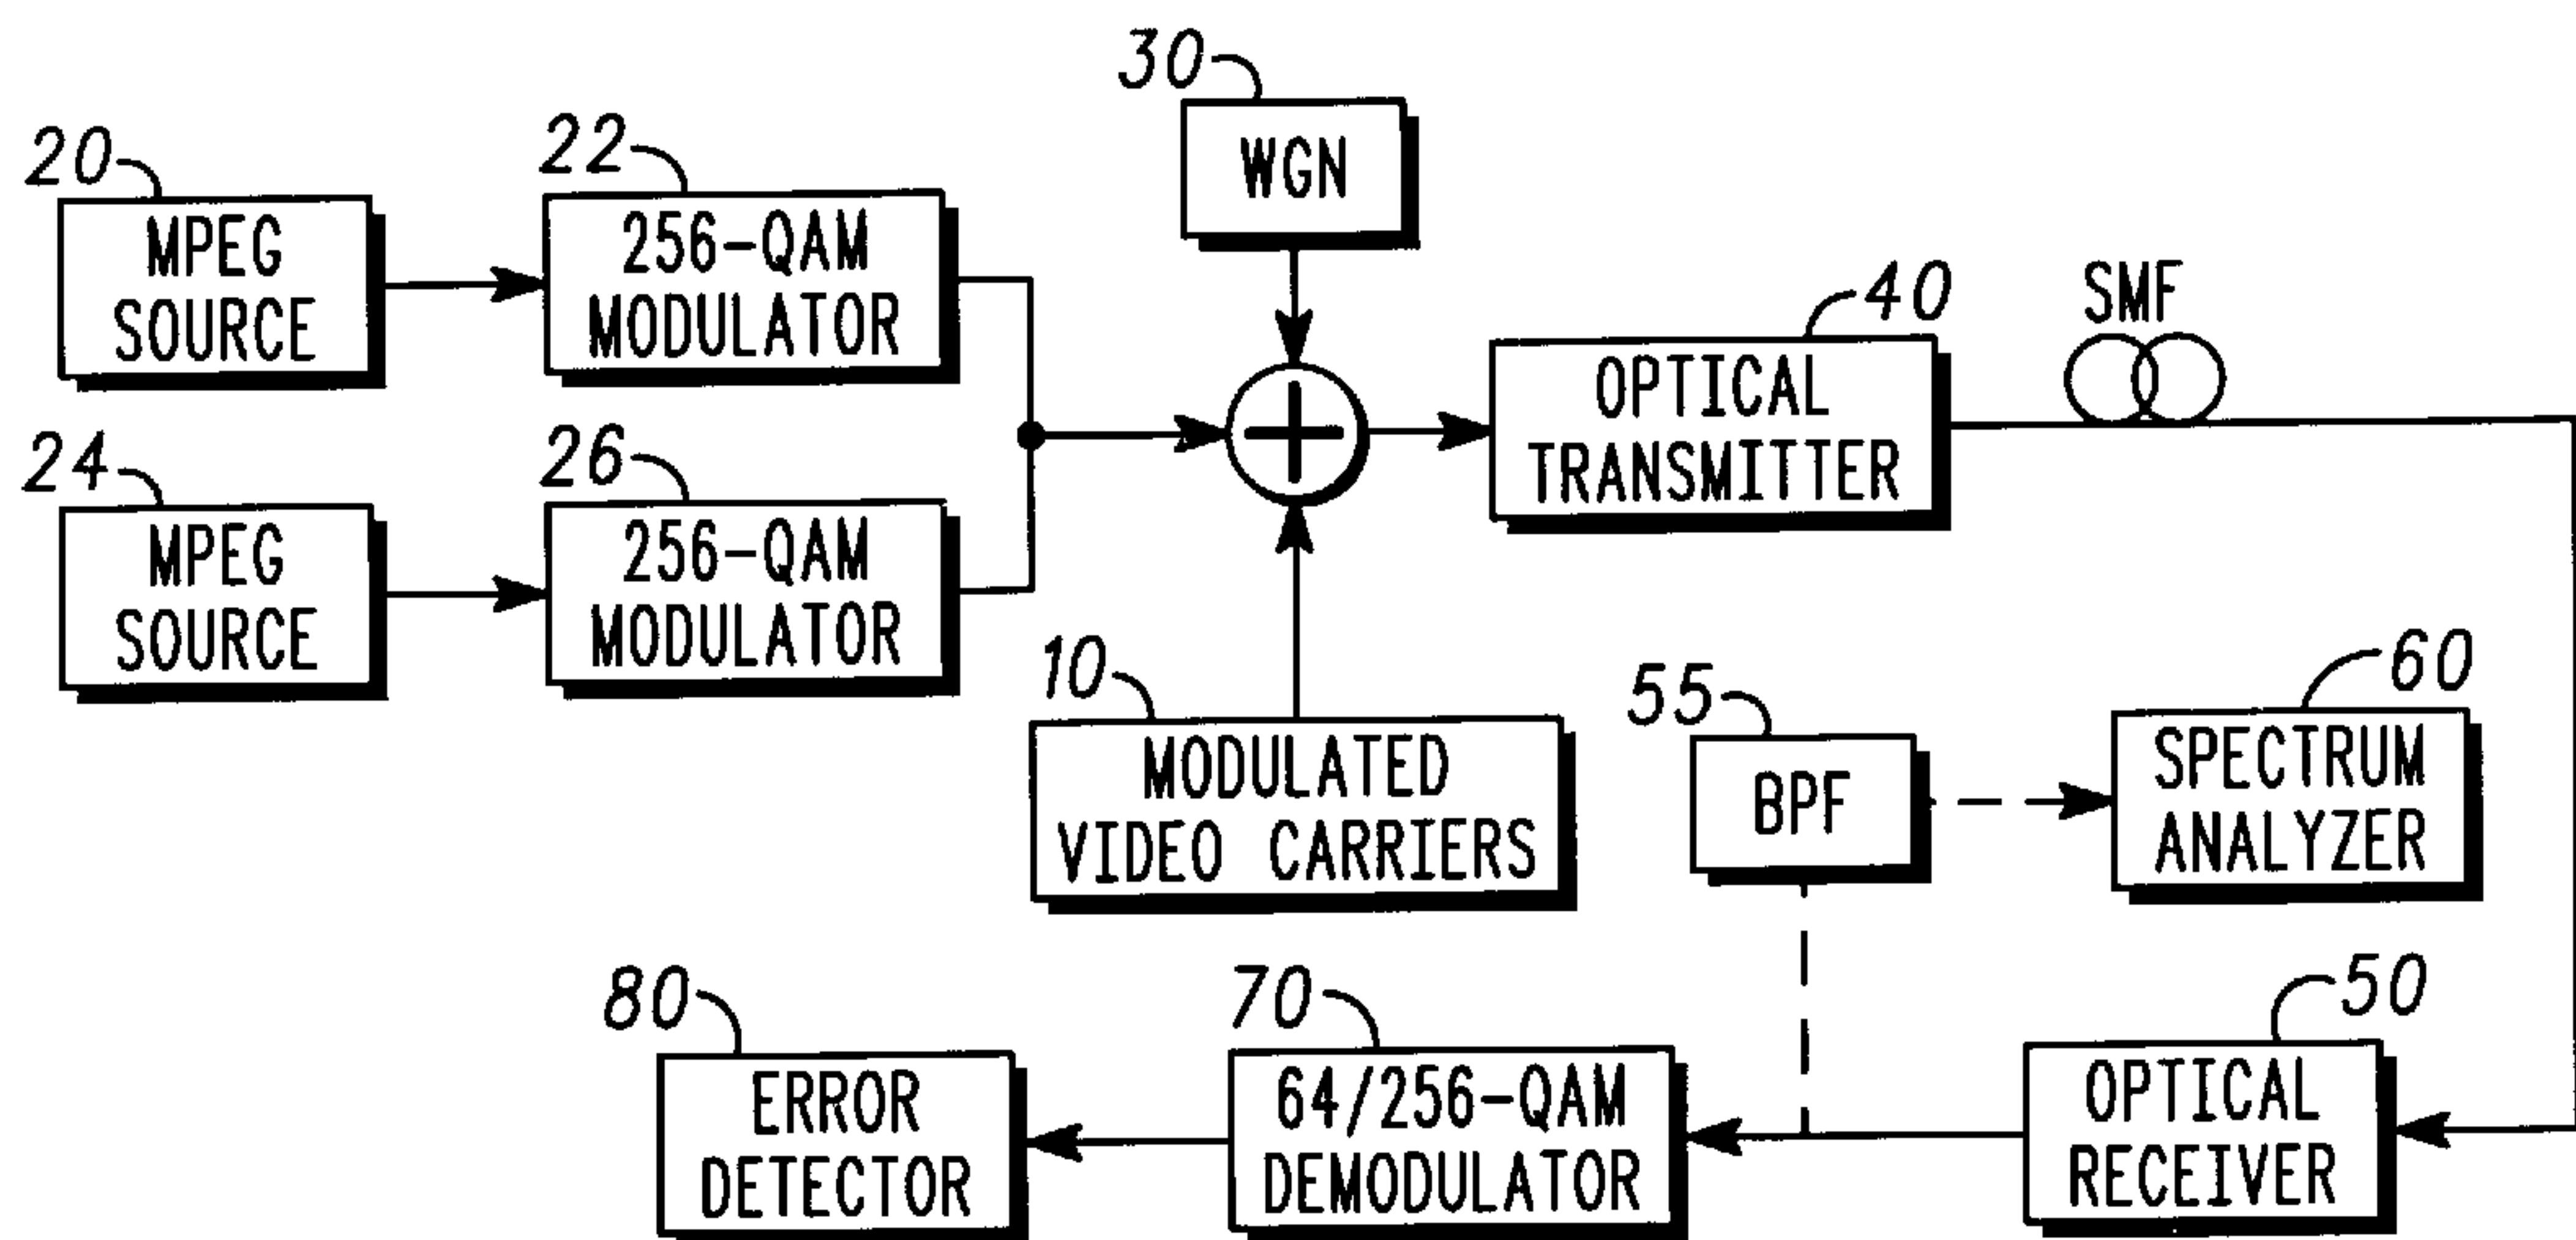 30
WGN
20
MPEG
SOURCE
22
256-QAM
MODULATOR
40
OPTICAL
TRANSMITTER
SMF
24
MPEG
SOURCE
26
256-QAM
MODULATOR
10
MODULATED
VIDEO CARRIERS
55
BPF
60
SPECTRUM
ANALYZER
80
ERROR
DETECTOR
70
64/256-QAM
DEMODULATOR
50
OPTICAL
RECEIVER